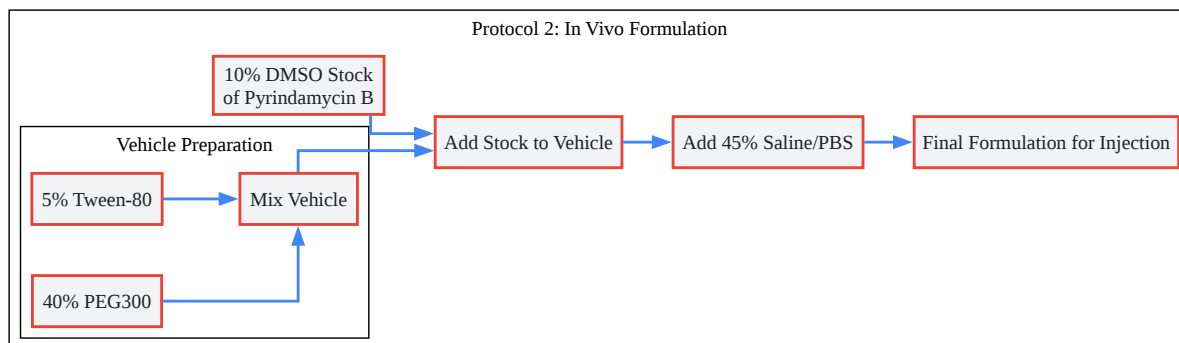 Protocol 2: In Vivo Formulation
10% DMSO Stock
of Pyrindamycin B
Vehicle Preparation
Add Stock to Vehicle
Add 45% Saline/PBS
Final Formulation for Injection
5% Tween-80
Mix Vehicle
40% PEG300